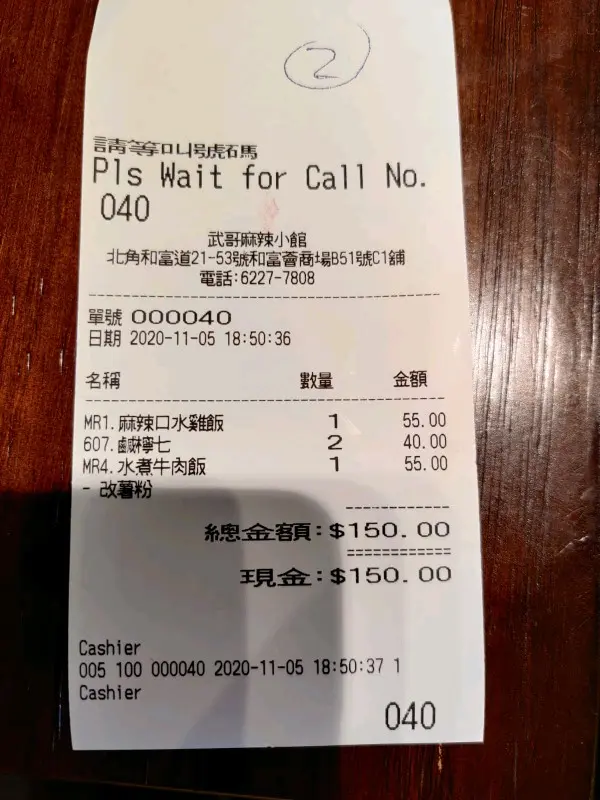 2
請等叫號碼
Pls Wait for Call No.
040
武哥麻辣小館
北角和富道21-53號和富薈商場B51號C1舖
電話:6227-7808
單號 000040
日期 2020-11-05 18:50:36
名稱 數量 金額
MR1.麻辣口水雞飯 1 55.00
607.鹹檸七 2 40.00
MR4.水煮牛肉飯 1 55.00
- 改薯粉
總金額:$150.00
現金:$150.00
Cashier
005 100 000040 2020-11-05 18:50:37 1
Cashier
040